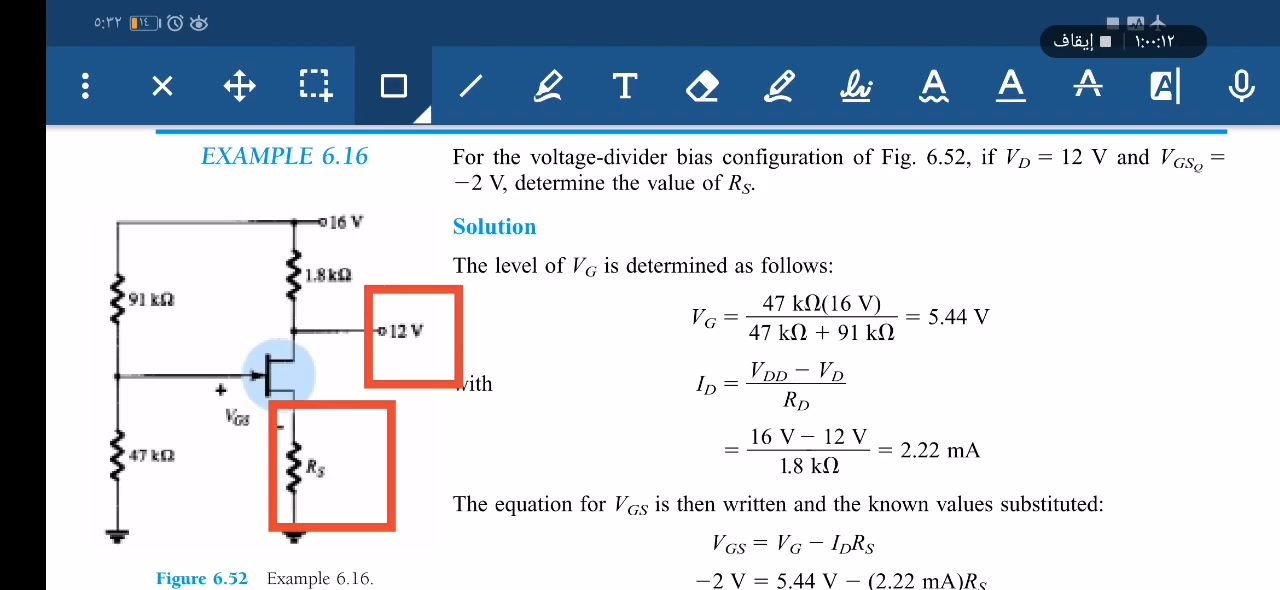 ٥:٣٢ ١٤
إيقاف ١:٠٠:١٢
T A A A A
EXAMPLE 6.16
For the voltage-divider bias configuration of Fig. 6.52, if V_D = 12 V and V_GS_Q =
−2 V, determine the value of R_S.
Solution
The level of V_G is determined as follows:
V_G = 47 kΩ(16 V) / 47 kΩ + 91 kΩ = 5.44 V
with
I_D = V_DD − V_D / R_D
= 16 V − 12 V / 1.8 kΩ = 2.22 mA
The equation for V_GS is then written and the known values substituted:
V_GS = V_G − I_D R_S
−2 V = 5.44 V − (2.22 mA)R_S
16 V
1.8 kΩ
91 kΩ
12 V
+
V_GS
−
47 kΩ
R_S
Figure 6.52 Example 6.16.